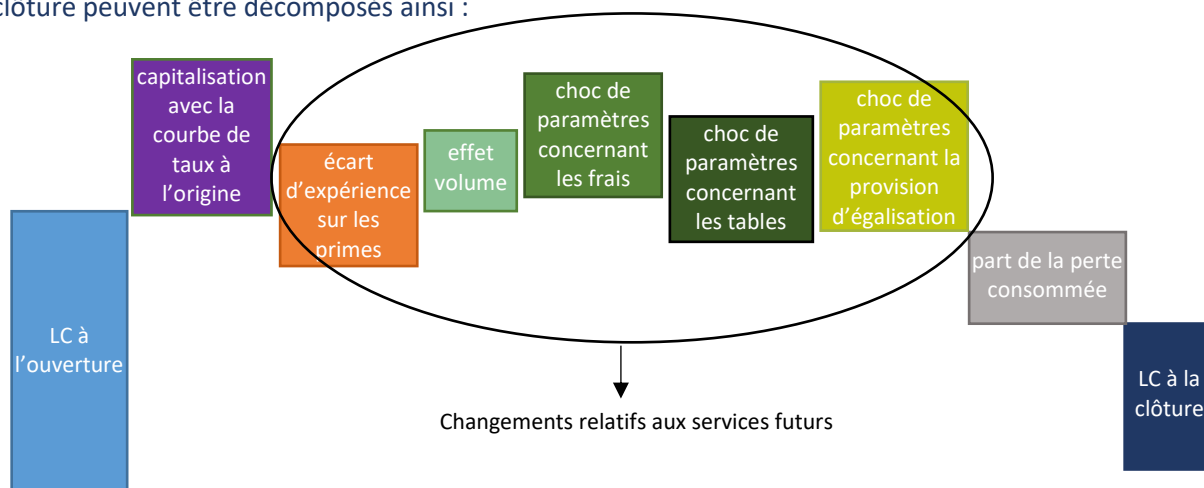 clôture peuvent être décomposés ainsi :
capitalisation
avec la
courbe de
taux à
l'origine
écart
d'expérience
sur les
primes
effet
volume
choc de
paramètres
concernant
les frais
choc de
paramètres
concernant
les tables
choc de
paramètres
concernant la
provision
d'égalisation
part de la perte
consommée
LC à
l'ouverture
LC à la
clôture
Changements relatifs aux services futurs